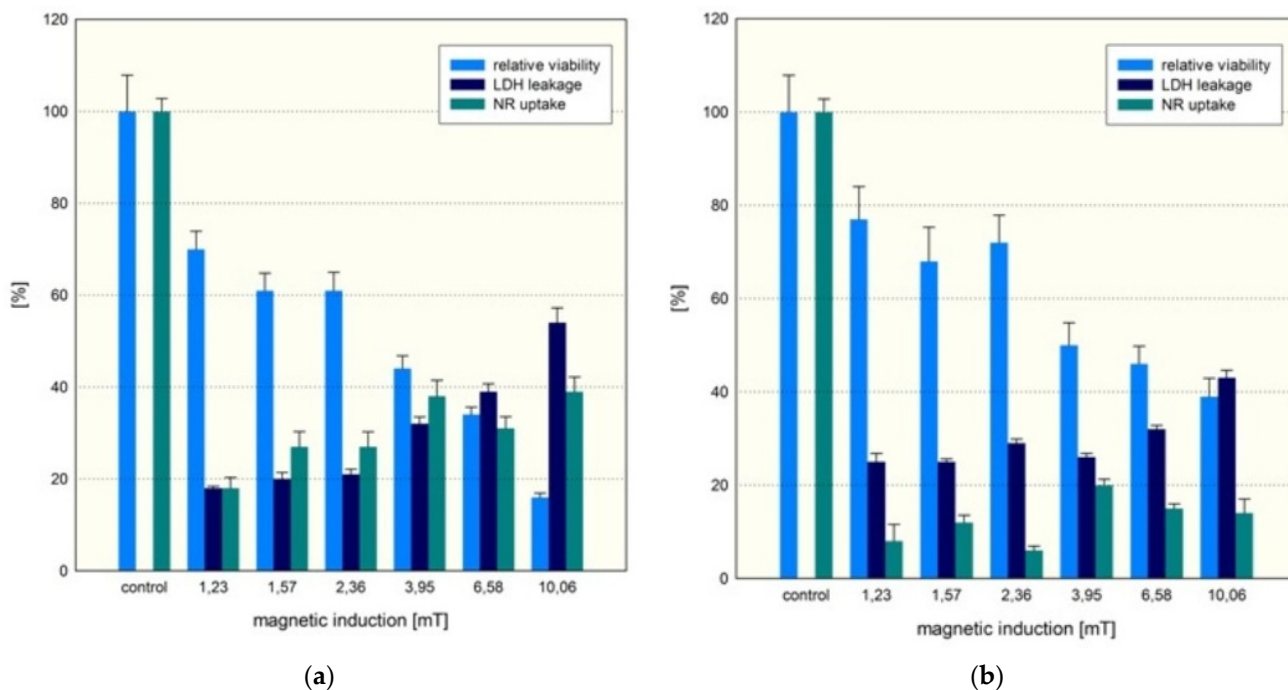 120
100
80
60
40
20
0
[%]
relative viability
LDH leakage
NR uptake
control 1,23 1,57 2,36 3,95 6,58 10,06
magnetic induction [mT]
(a)
120
100
80
60
40
20
0
[%]
relative viability
LDH leakage
NR uptake
control 1,23 1,57 2,36 3,95 6,58 10,06
magnetic induction [mT]
(b)